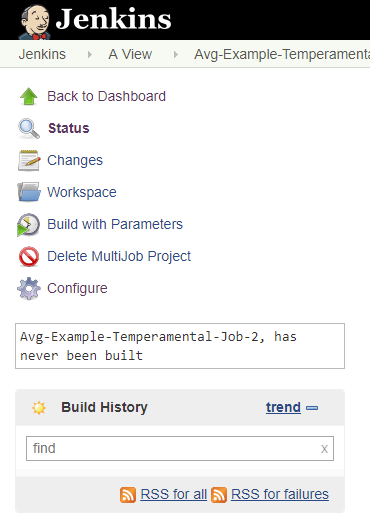 Jenkins
Jenkins A View Avg-Example-Temperamenta
Back to Dashboard
Status
Changes
Workspace
Build with Parameters
Delete MultiJob Project
Configure
Avg-Example-Temperamental-Job-2, has
never been built
Build History trend
find x
RSS for all RSS for failures